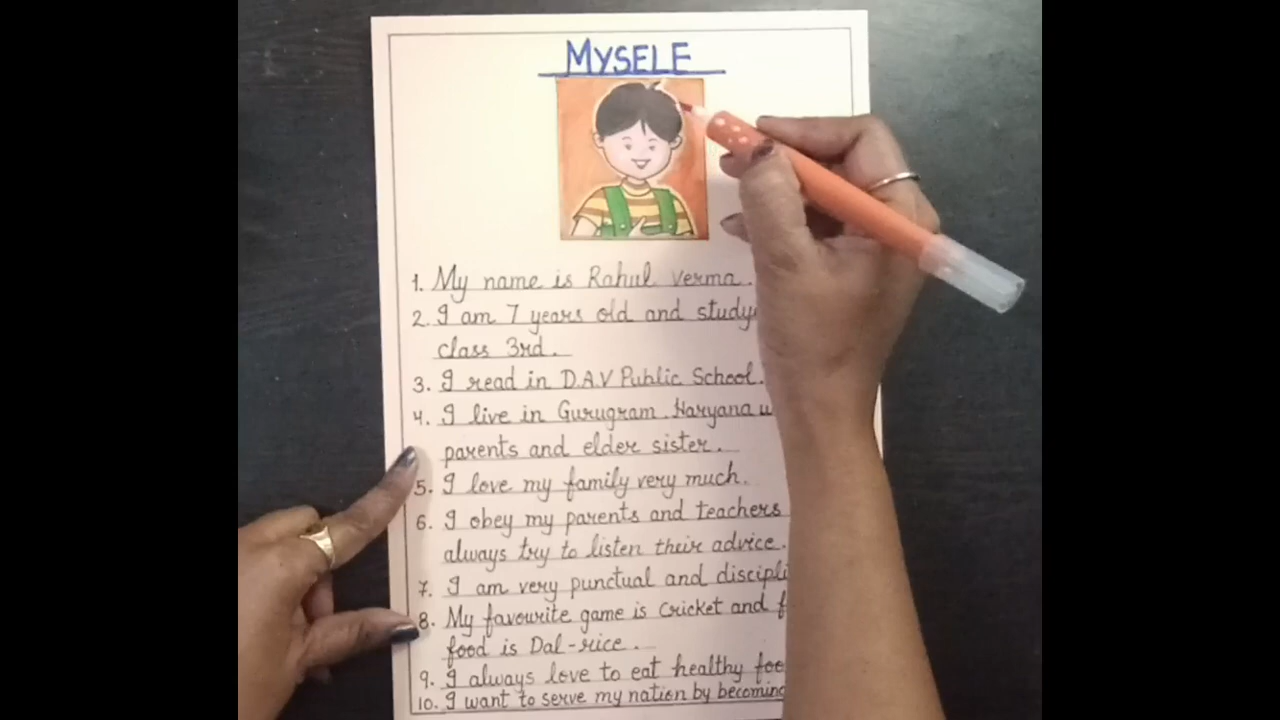 MYSELF
1. My name is Rahul Verma.
2. I am 7 years old and
class 3rd.
3. I read in D.A.V Public School.
4. I live in Gurugram. Haryana
parents and elder sister.
5. I love my family very much.
6. I obey my parents and teachers
always try to listen their advice.
7. I am very punctual and
8. My favourite game is Cricket and
food is Dal-rice.
9. I always love to eat healthy
10. I want to serve my nation by becoming